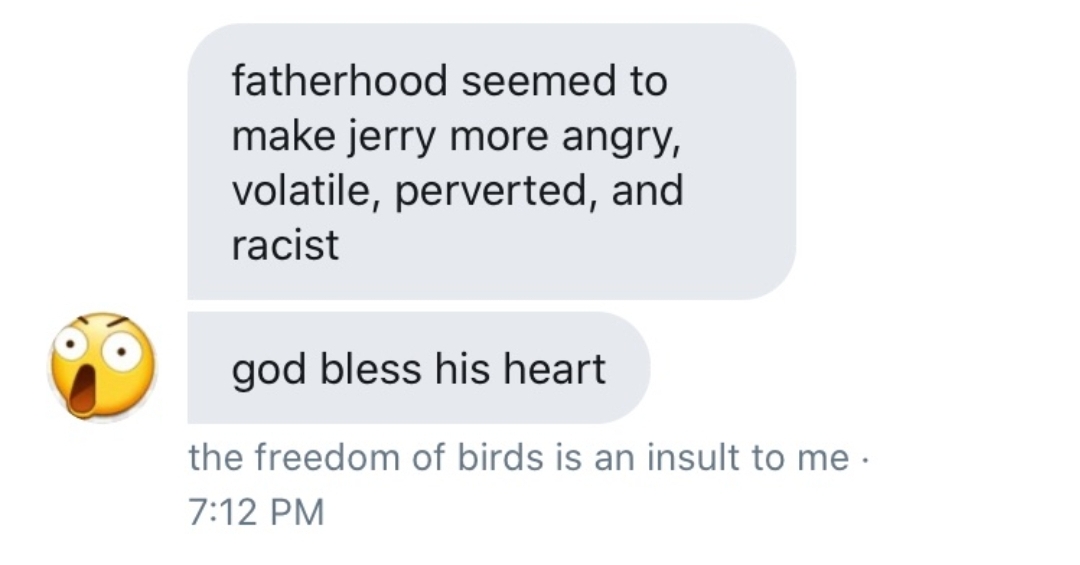 fatherhood seemed to
make jerry more angry,
volatile, perverted, and
racist
god bless his heart
the freedom of birds is an insult to me ·
7:12 PM